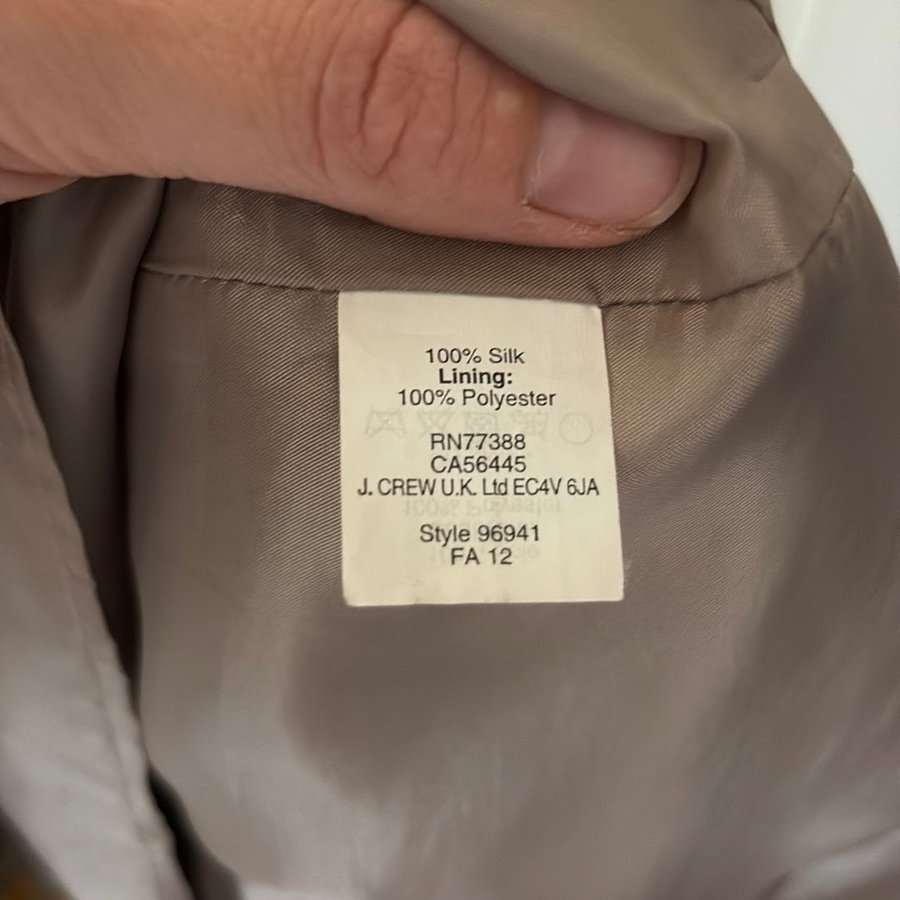 100% Silk
Lining:
100% Polyester
RN77388
CA56445
J. CREW U.K. Ltd EC4V 6JA
Style 96941
FA 12